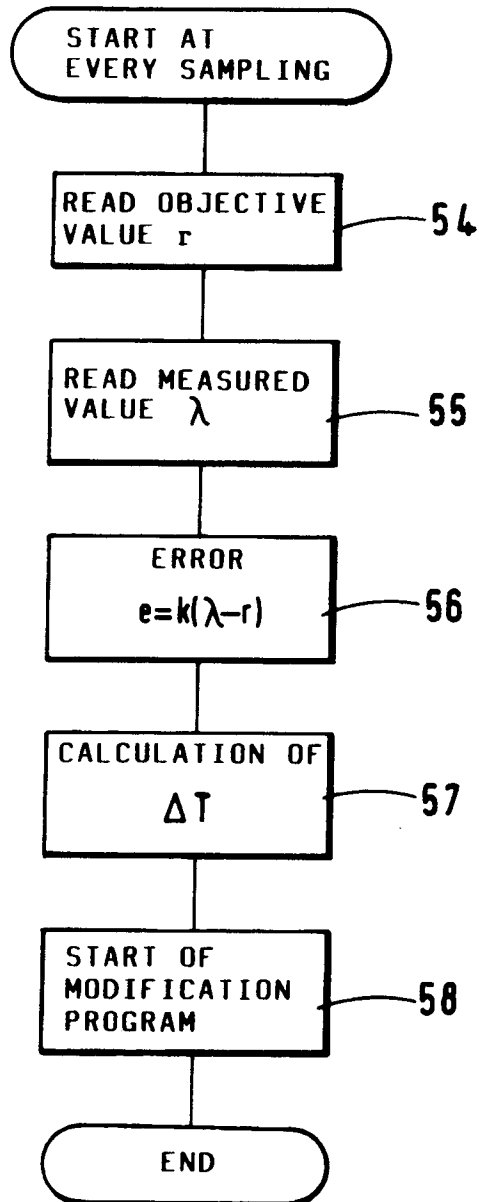 START AT
EVERY SAMPLING
READ OBJECTIVE
VALUE r
54
READ MEASURED
VALUE λ
55
ERROR
e=k(λ-r)
56
CALCULATION OF
ΔT
57
START OF
MODIFICATION
PROGRAM
58
END